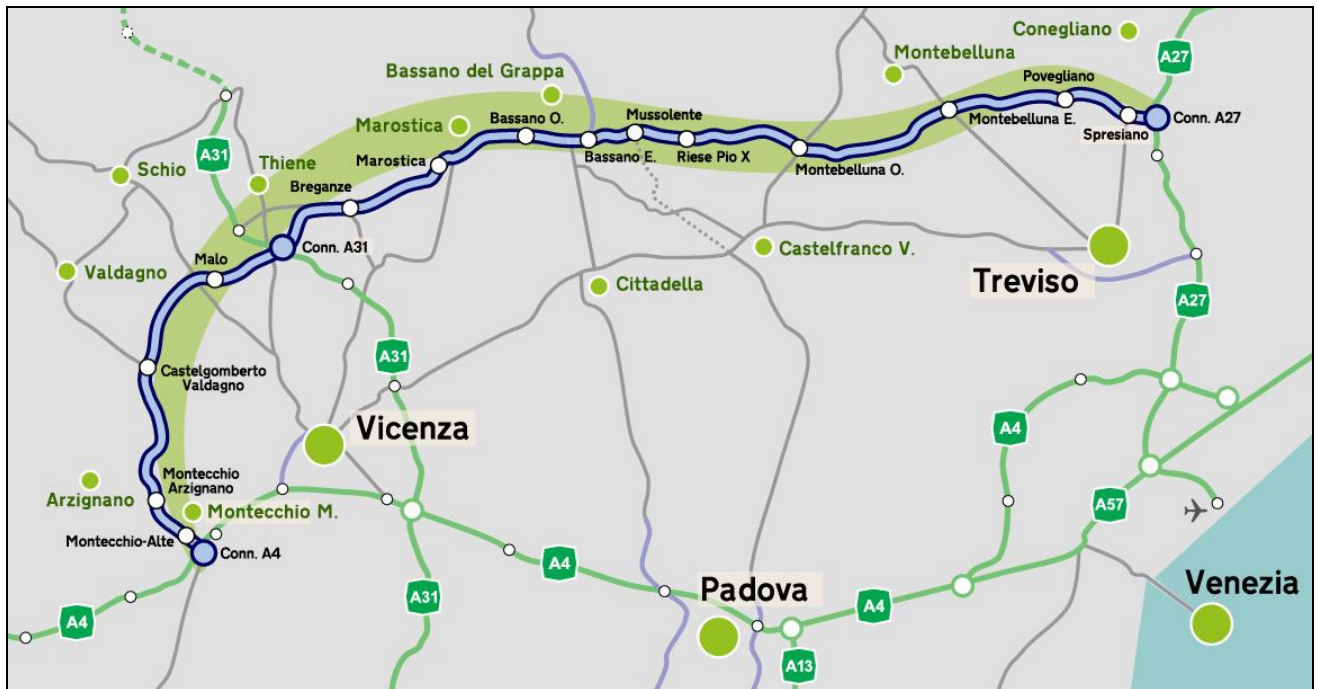 Conegliano
A27
Montebelluna
Bassano del Grappa
Povegliano
Marostica
Bassano O.
Mussolente
Montebelluna E.
Conn. A27
Spresiano
A31
Schio
Thiene
Marostica
Bassano E.
Riese Pio X
Montebelluna O.
Breganze
Conn. A31
Castelfranco V.
Malo
Valdagno
Cittadella
Treviso
A27
A31
Castelgomberto
Valdagno
Vicenza
A4
Montecchio
Arzignano
Arzignano
Montecchio M.
A57
Montecchio-Alte
Conn. A4
A4
Padova
Venezia
A31
A4
A4
A13